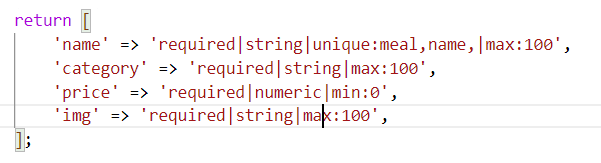 return [
'name' => 'required|string|unique:meal,name,|max:100',
'category' => 'required|string|max:100',
'price' => 'required|numeric|min:0',
'img' => 'required|string|max:100',
];